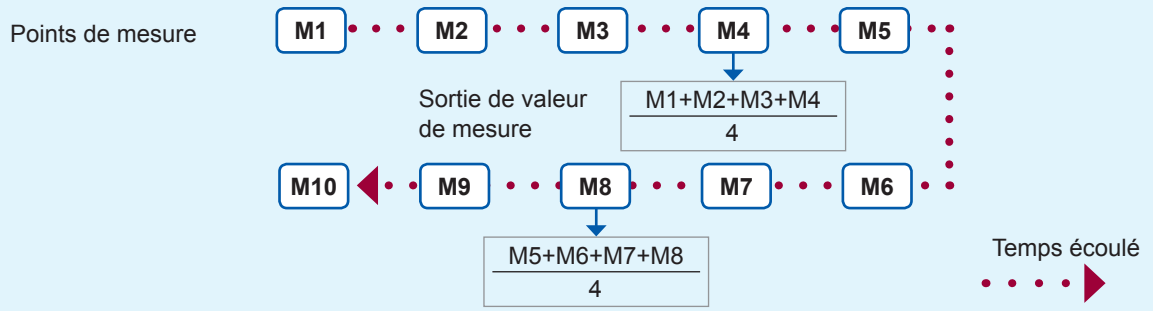 Points de mesure
M1 M2 M3 M4 M5
Sortie de valeur
de mesure
M1+M2+M3+M4
4
M10 M9 M8 M7 M6
M5+M6+M7+M8
4
Temps écoulé